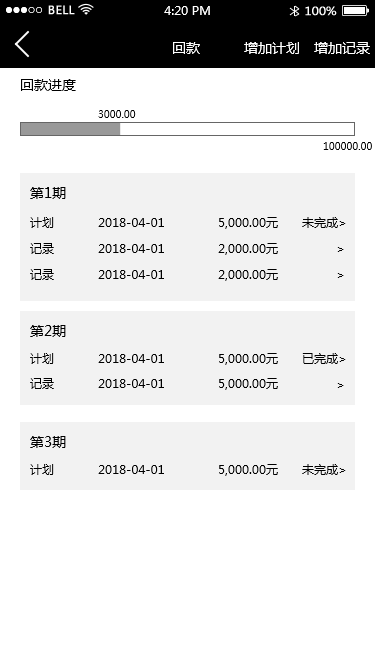 BELL 4:20 PM 100%
回款 增加计划 增加记录
回款进度
3000.00
100000.00
第1期
计划 2018-04-01 5,000.00元 未完成>
记录 2018-04-01 2,000.00元 >
记录 2018-04-01 2,000.00元 >
第2期
计划 2018-04-01 5,000.00元 已完成>
记录 2018-04-01 5,000.00元 >
第3期
计划 2018-04-01 5,000.00元 未完成>